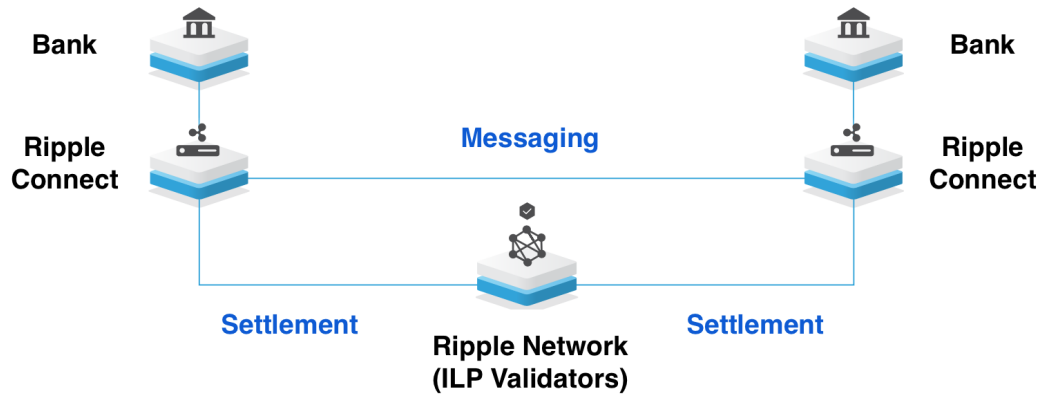 Bank
Bank
Ripple
Connect
Messaging
Ripple
Connect
Settlement
Settlement
Ripple Network
(ILP Validators)